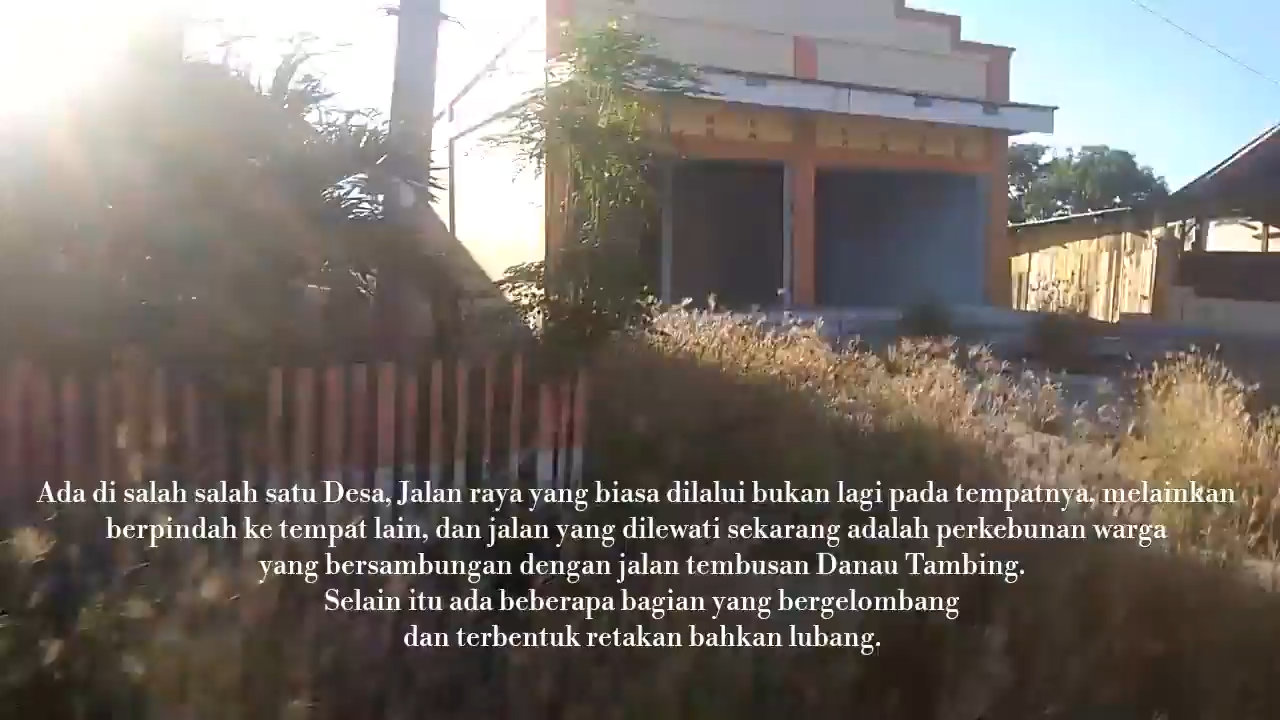 Ada di salah salah satu Desa, Jalan raya yang biasa dilalui bukan lagi pada tempatnya, melainkan
berpindah ke tempat lain, dan jalan yang dilewati sekarang adalah perkebunan warga
yang bersambungan dengan jalan tembusan Danau Tambing.
Selain itu ada beberapa bagian yang bergelombang
dan terbentuk retakan bahkan lubang.